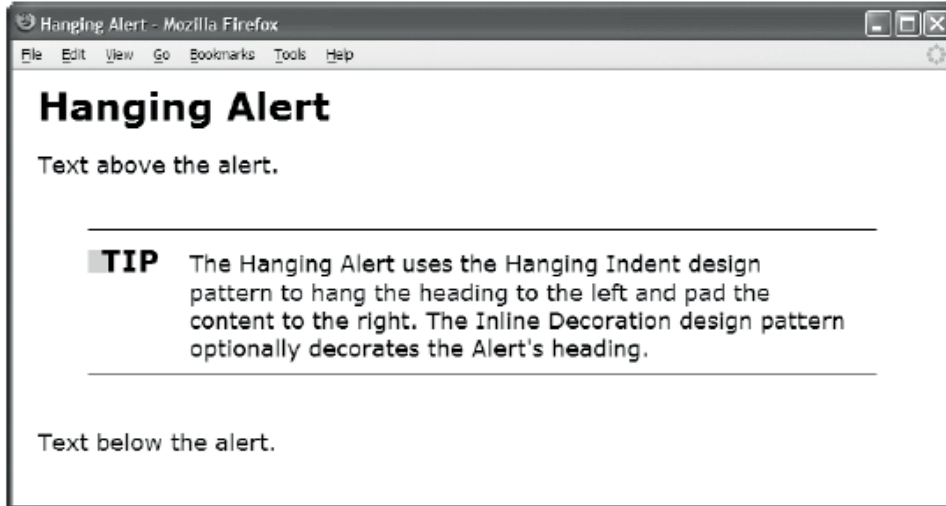 Hanging Alert - Mozilla Firefox
File Edit View Go Bookmarks Tools Help
Hanging Alert
Text above the alert.
TIP The Hanging Alert uses the Hanging Indent design
pattern to hang the heading to the left and pad the
content to the right. The Inline Decoration design pattern
optionally decorates the Alert's heading.
Text below the alert.